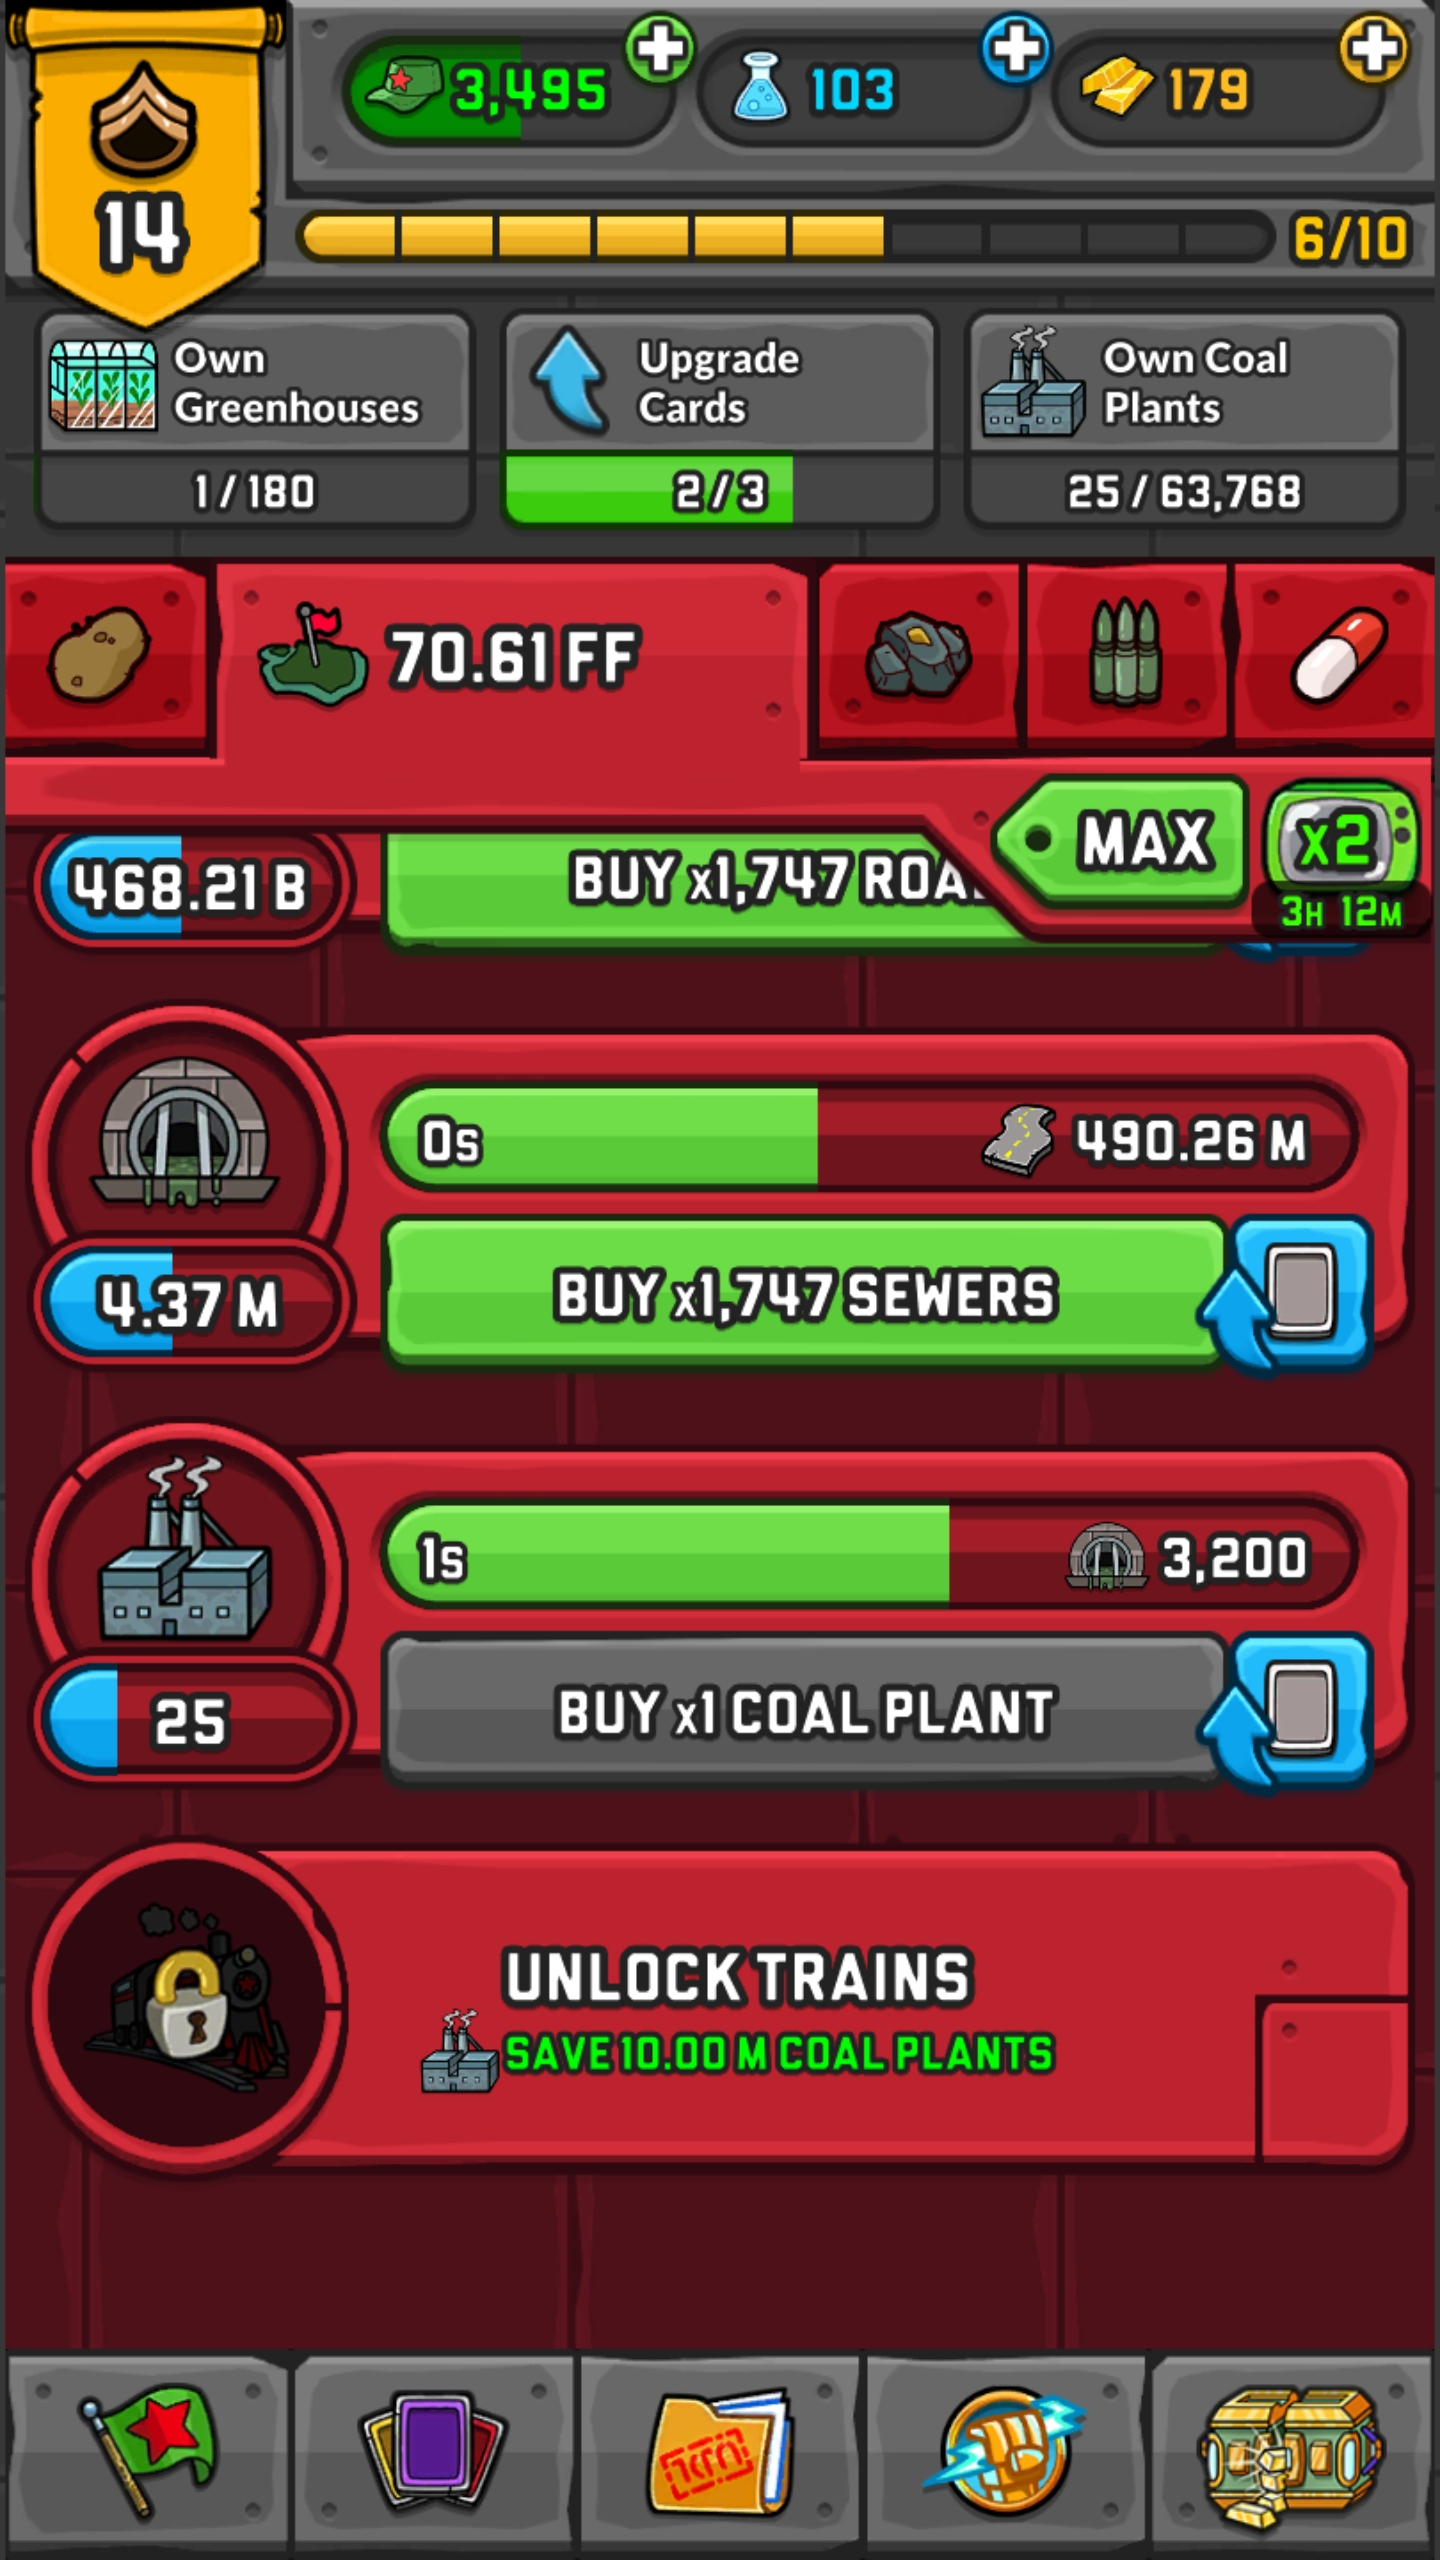 3,495
103
179
14
6/10
Own
Greenhouses
1/180
Upgrade
Cards
2/3
Own Coal
Plants
25/63,768
70.61 FF
MAX
x2
3H 12M
468.21 B
BUY x1,747
0s
490.26 M
4.37 M
BUY x1,747 SEWERS
1s
3,200
25
BUY x1 COAL PLANT
UNLOCK TRAINS
SAVE 10.00 M COAL PLANTS